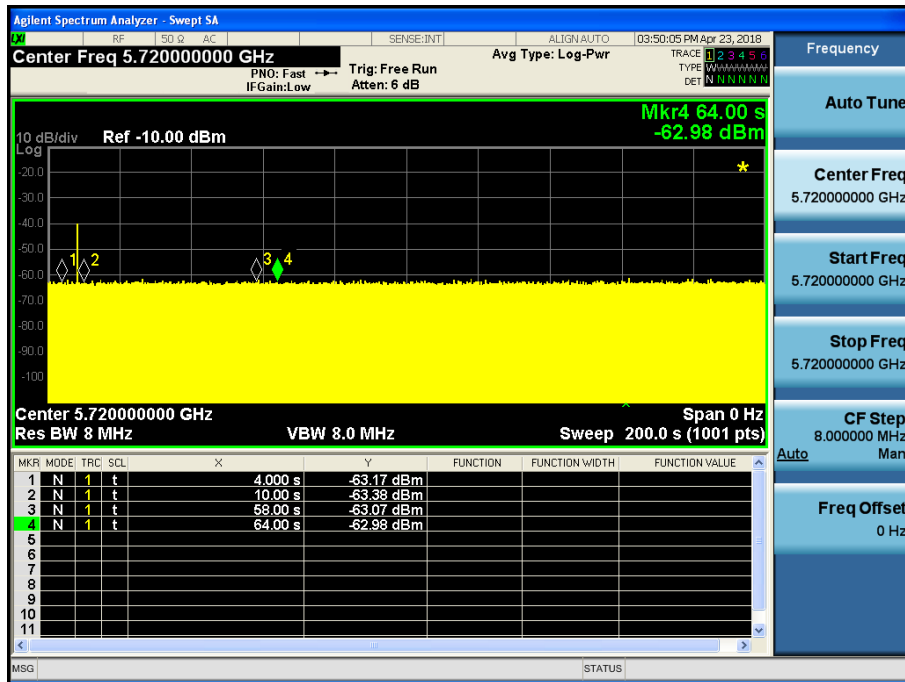 Agilent Spectrum Analyzer - Swept SA
LXI RF 50 Ω AC SENSE:INT ALIGN AUTO 03:50:05 PM Apr 23, 2018
Center Freq 5.720000000 GHz
PNO: Fast
IFGain:Low
Trig: Free Run
Atten: 6 dB
Avg Type: Log-Pwr
TRACE 1 2 3 4 5 6
TYPE WWWWWW
DET N N N N N N
Mkr4 64.00 s
-62.98 dBm
10 dB/div Ref -10.00 dBm
Log
-20.0
-30.0
-40.0
-50.0
-60.0
-70.0
-80.0
-90.0
-100
1
2
3
4
Center 5.720000000 GHz Span 0 Hz
Res BW 8 MHz VBW 8.0 MHz Sweep 200.0 s (1001 pts)
MKR MODE TRC SCL X Y FUNCTION FUNCTION WIDTH FUNCTION VALUE
1 N 1 t 4.000 s -63.17 dBm
2 N 1 t 10.00 s -63.38 dBm
3 N 1 t 58.00 s -63.07 dBm
4 N 1 t 64.00 s -62.98 dBm
5
6
7
8
9
10
11
MSG STATUS
Frequency
Auto Tune
Center Freq
5.720000000 GHz
Start Freq
5.720000000 GHz
Stop Freq
5.720000000 GHz
CF Step
8.000000 MHz
Auto Man
Freq Offset
0 Hz